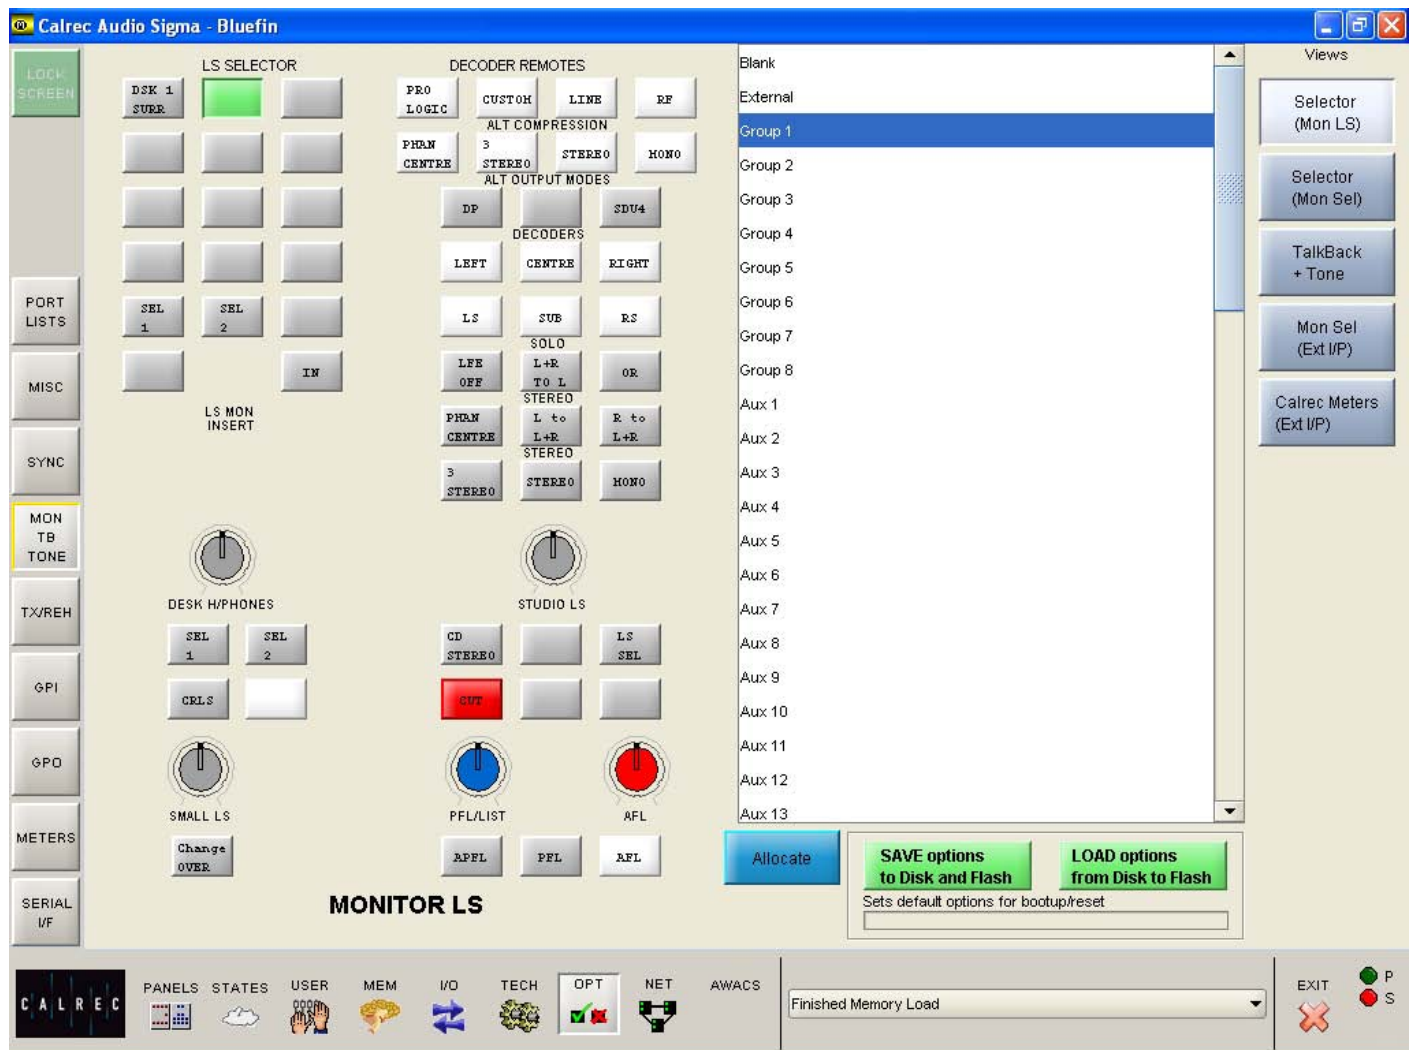 Calrec Audio Sigma - Bluefin
LOCK
SCREEN
PORT
LISTS
MISC
SYNC
MON
TB
TONE
TX/REH
GPI
GPO
METERS
SERIAL
I/F
LS SELECTOR
DSK 1
SURR
SEL
1
SEL
2
IN
LS MON
INSERT
DECODER REMOTES
PRO
LOGIC
CUSTOM
LINE
RF
ALT COMPRESSION
PHAN
CENTRE
3
STEREO
STEREO
MONO
ALT OUTPUT MODES
DP
SDU4
DECODERS
LEFT
CENTRE
RIGHT
LS
SUB
RS
SOLO
LFE
OFF
L+R
TO L
OR
STEREO
PHAN
CENTRE
L to
L+R
R to
L+R
STEREO
3
STEREO
STEREO
MONO
DESK H/PHONES
STUDIO LS
SEL
1
SEL
2
CD
STEREO
LS
SEL
CRLS
CUT
SMALL LS
PFL/LIST
AFL
Change
OVER
APFL
PFL
AFL
MONITOR LS
Blank
External
Group 1
Group 2
Group 3
Group 4
Group 5
Group 6
Group 7
Group 8
Aux 1
Aux 2
Aux 3
Aux 4
Aux 5
Aux 6
Aux 7
Aux 8
Aux 9
Aux 10
Aux 11
Aux 12
Aux 13
Allocate
SAVE options
to Disk and Flash
LOAD options
from Disk to Flash
Sets default options for bootup/reset
Views
Selector
(Mon LS)
Selector
(Mon Sel)
TalkBack
+ Tone
Mon Sel
(Ext I/P)
Calrec Meters
(Ext I/P)
CALREC
PANELS
STATES
USER
MEM
I/O
TECH
OPT
NET
AWACS
Finished Memory Load
EXIT
P
S